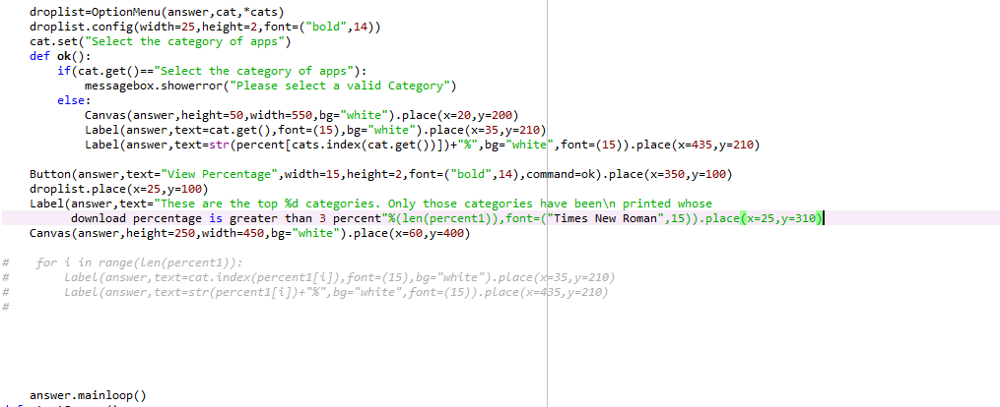 droplist=OptionMenu(answer,cat,*cats)
droplist.config(width=25,height=2,font=("bold",14))
cat.set("Select the category of apps")
def ok():
if(cat.get()=="Select the category of apps"):
messagebox.showerror("Please select a valid Category")
else:
Canvas(answer,height=50,width=550,bg="white").place(x=20,y=200)
Label(answer,text=cat.get(),font=(15),bg="white").place(x=35,y=210)
Label(answer,text=str(percent[cats.index(cat.get())])+"%",bg="white",font=(15)).place(x=435,y=210)
Button(answer,text="View Percentage",width=15,height=2,font=("bold",14),command=ok).place(x=350,y=100)
droplist.place(x=25,y=100)
Label(answer,text="These are the top %d categories. Only those categories have been\n printed whose
download percentage is greater than 3 percent"%(len(percent1)),font=("Times New Roman",15)).place(x=25,y=310)
Canvas(answer,height=250,width=450,bg="white").place(x=60,y=400)
# for i in range(len(percent1)):
# Label(answer,text=cat.index(percent1[i]),font=(15),bg="white").place(x=35,y=210)
# Label(answer,text=str(percent1[i])+"%",bg="white",font=(15)).place(x=435,y=210)
#
answer.mainloop()